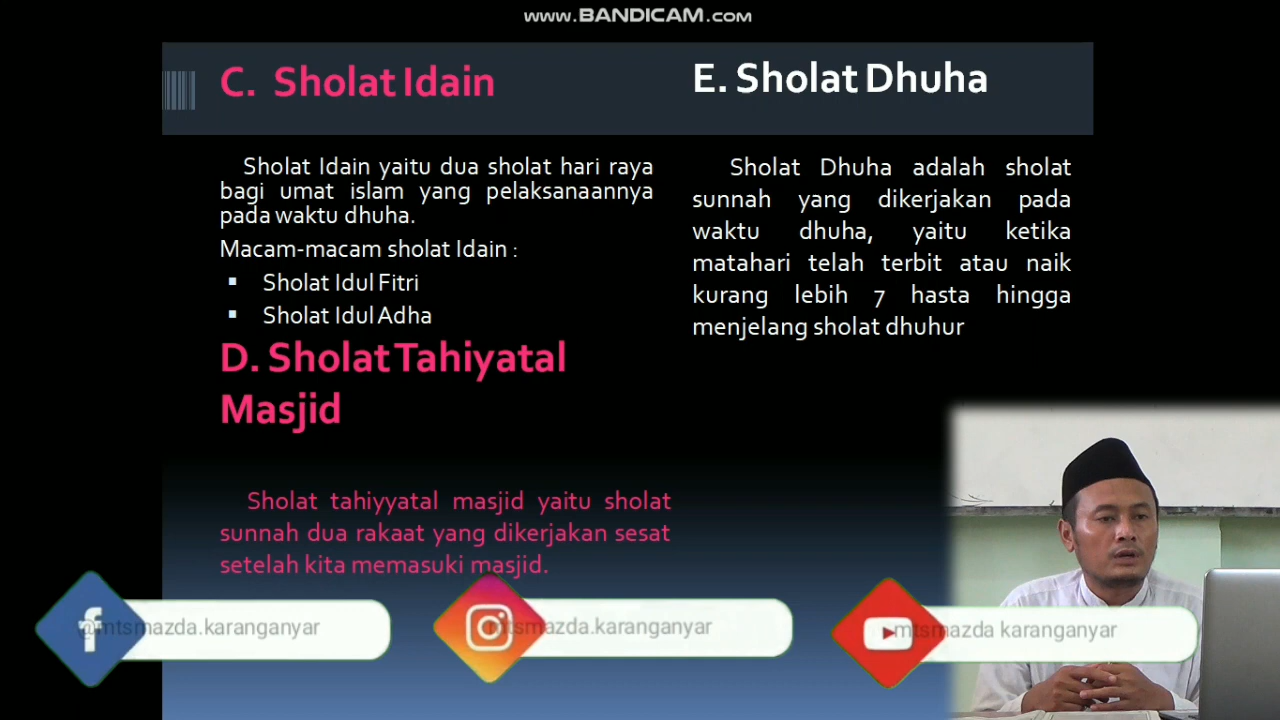 www.BANDICAM.com
C. Sholat Idain
Sholat Idain yaitu dua sholat hari raya
bagi umat islam yang pelaksanaannya
pada waktu dhuha.
Macam-macam sholat Idain :
▪ Sholat Idul Fitri
▪ Sholat Idul Adha
D. Sholat Tahiyatal
Masjid
Sholat tahiyyatal masjid yaitu sholat
sunnah dua rakaat yang dikerjakan sesat
setelah kita memasuki masjid.
E. Sholat Dhuha
Sholat Dhuha adalah sholat
sunnah yang dikerjakan pada
waktu dhuha, yaitu ketika
matahari telah terbit atau naik
kurang lebih 7 hasta hingga
menjelang sholat dhuhur
@mtsmazda.karanganyar
mtsmazda.karanganyar
mtsmazda karanganyar